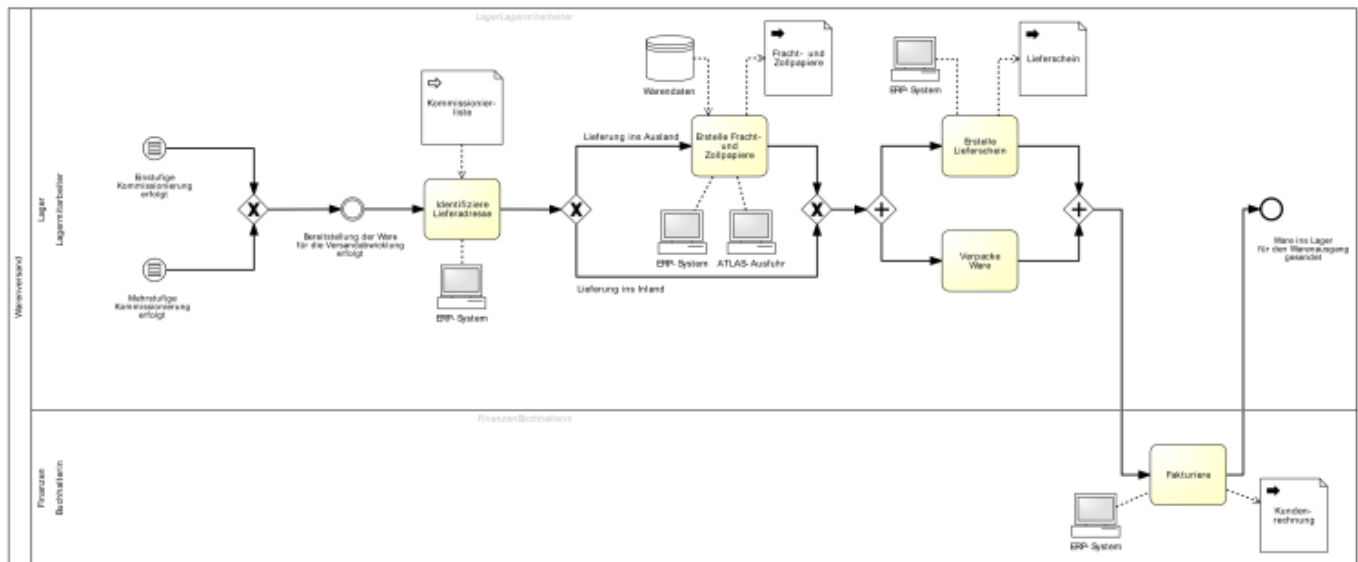 LagerLagermitarbeiter
Warenversand
Lager
Lagermitarbeiter
Einstufige
Kommissionierung
erfolgt
Mehrstufige
Kommissionierung
erfolgt
Bereitstellung der Ware
für die Versandabwicklung
erfolgt
Kommissionier-
liste
Identifiziere
Lieferadresse
ERP-System
Lieferung ins Ausland
Lieferung ins Inland
Warendaten
Fracht- und
Zollpapiere
Erstelle Fracht-
und
Zollpapiere
ERP-System
ATLAS-Ausfuhr
ERP-System
Lieferschein
Erstelle
Lieferschein
Verpacke
Ware
Ware ins Lager
für den Warenausgang
gesendet
FinanzenBuchhalterin
Finanzen
Buchhalterin
Fakturiere
ERP-System
Kunden-
rechnung